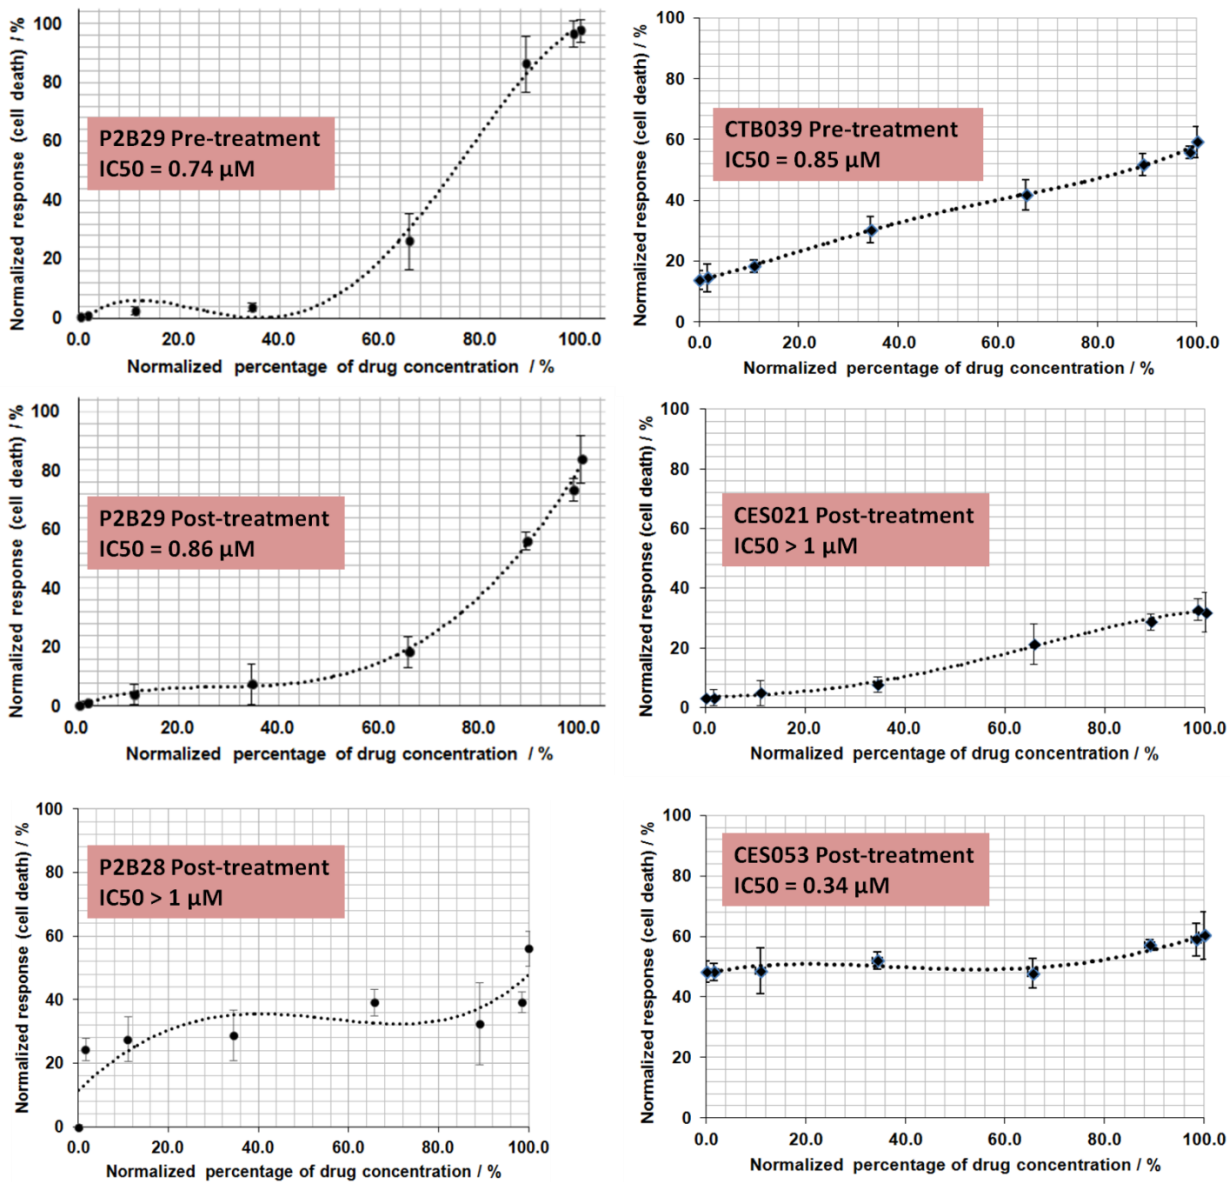 Normalized response (cell death) / %
100
80
60
40
20
0
P2B29 Pre-treatment
IC50 = 0.74 µM
0.0 20.0 40.0 60.0 80.0 100.0
Normalized percentage of drug concentration / %
Normalized response (cell death) / %
100
80
60
40
20
0
CTB039 Pre-treatment
IC50 = 0.85 µM
0.0 20.0 40.0 60.0 80.0 100.0
Normalized percentage of drug concentration / %
Normalized response (cell death) / %
100
80
60
40
20
0
P2B29 Post-treatment
IC50 = 0.86 µM
0.0 20.0 40.0 60.0 80.0 100.0
Normalized percentage of drug concentration / %
Normalized response (cell death) / %
100
80
60
40
20
0
CES021 Post-treatment
IC50 > 1 µM
0.0 20.0 40.0 60.0 80.0 100.0
Normalized percentage of drug concentration / %
Normalized response (cell death) / %
100
80
60
40
20
0
P2B28 Post-treatment
IC50 > 1 µM
0.0 20.0 40.0 60.0 80.0 100.0
Normalized percentage of drug concentration / %
Normalized response (cell death) / %
100
80
60
40
20
0
CES053 Post-treatment
IC50 = 0.34 µM
0.0 20.0 40.0 60.0 80.0 100.0
Normalized percentage of drug concentration / %